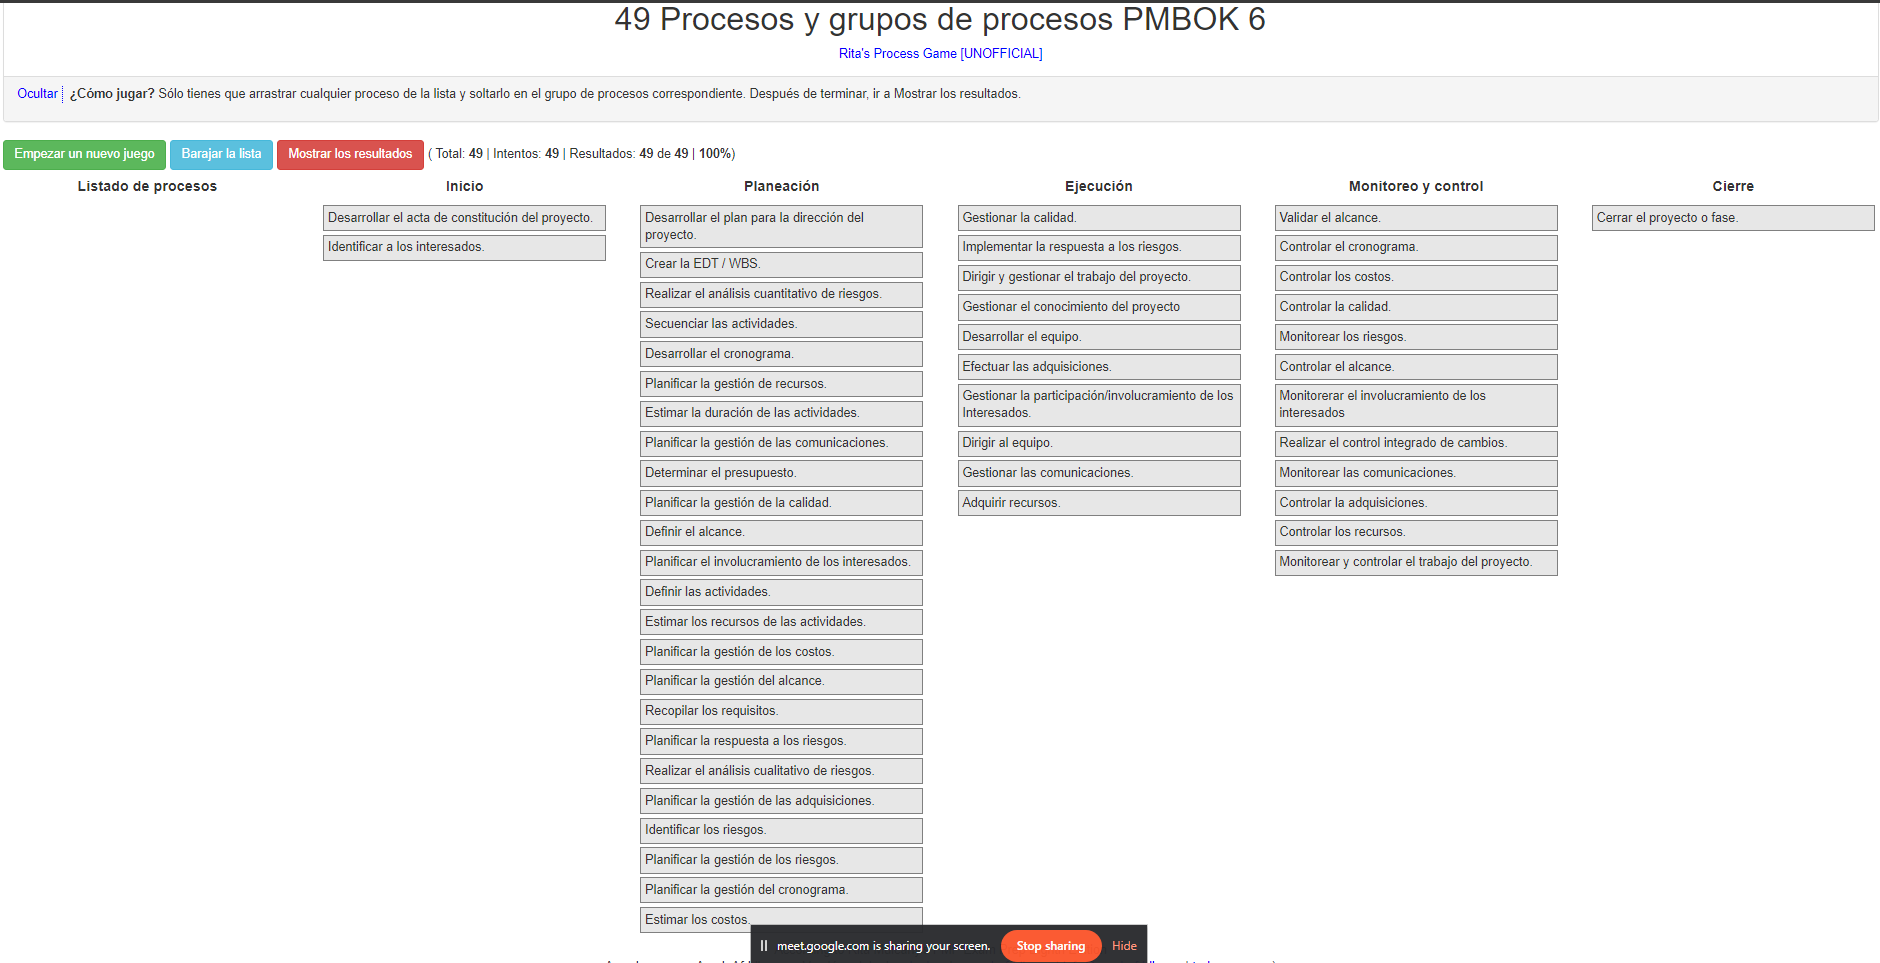 49 Procesos y grupos de procesos PMBOK 6
Rita's Process Game [UNOFFICIAL]
Ocultar ¿Cómo jugar? Sólo tienes que arrastrar cualquier proceso de la lista y soltarlo en el grupo de procesos correspondiente. Después de terminar, ir a Mostrar los resultados.
Empezar un nuevo juego Barajar la lista Mostrar los resultados ( Total: 49 | Intentos: 49 | Resultados: 49 de 49 | 100%)
Listado de procesos
Inicio
Desarrollar el acta de constitución del proyecto.
Identificar a los interesados.
Planeación
Desarrollar el plan para la dirección del
proyecto.
Crear la EDT / WBS.
Realizar el análisis cuantitativo de riesgos.
Secuenciar las actividades.
Desarrollar el cronograma.
Planificar la gestión de recursos.
Estimar la duración de las actividades.
Planificar la gestión de las comunicaciones.
Determinar el presupuesto.
Planificar la gestión de la calidad.
Definir el alcance.
Planificar el involucramiento de los interesados.
Definir las actividades.
Estimar los recursos de las actividades.
Planificar la gestión de los costos.
Planificar la gestión del alcance.
Recopilar los requisitos.
Planificar la respuesta a los riesgos.
Realizar el análisis cualitativo de riesgos.
Planificar la gestión de las adquisiciones.
Identificar los riesgos.
Planificar la gestión de los riesgos.
Planificar la gestión del cronograma.
Estimar los costos.
Ejecución
Gestionar la calidad.
Implementar la respuesta a los riesgos.
Dirigir y gestionar el trabajo del proyecto.
Gestionar el conocimiento del proyecto
Desarrollar el equipo.
Efectuar las adquisiciones.
Gestionar la participación/involucramiento de los
Interesados.
Dirigir al equipo.
Gestionar las comunicaciones.
Adquirir recursos.
Monitoreo y control
Validar el alcance.
Controlar el cronograma.
Controlar los costos.
Controlar la calidad.
Monitorear los riesgos.
Controlar el alcance.
Monitorerar el involucramiento de los
interesados
Realizar el control integrado de cambios.
Monitorear las comunicaciones.
Controlar la adquisiciones.
Controlar los recursos.
Monitorear y controlar el trabajo del proyecto.
Cierre
Cerrar el proyecto o fase.
meet.google.com is sharing your screen. Stop sharing Hide